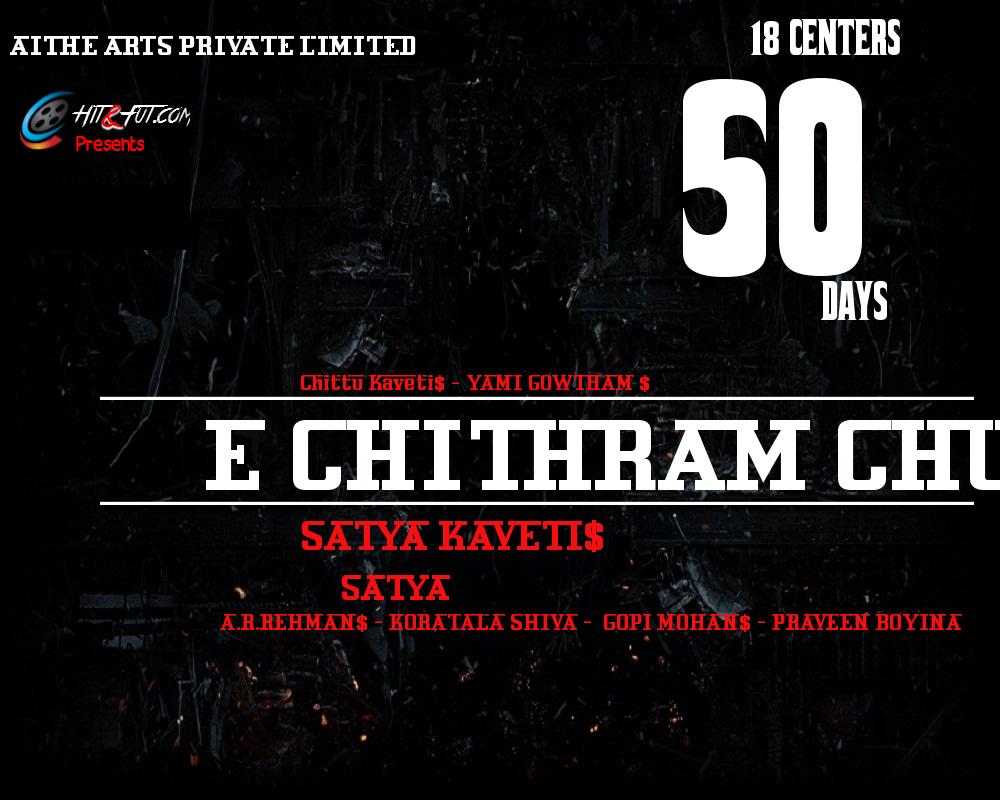 AITHE ARTS PRIVATE LIMITED
18 CENTERS
HIT&FUT.COM
Presents
50
DAYS
Chittu Kaveti$ - YAMI GOWTHAM $
E CHITHRAM CHU
SATYA KAVETI$
SATYA
A.R.REHMAN$ - KORATALA SHIVA - GOPI MOHAN$ - PRAVEEN BOYINA